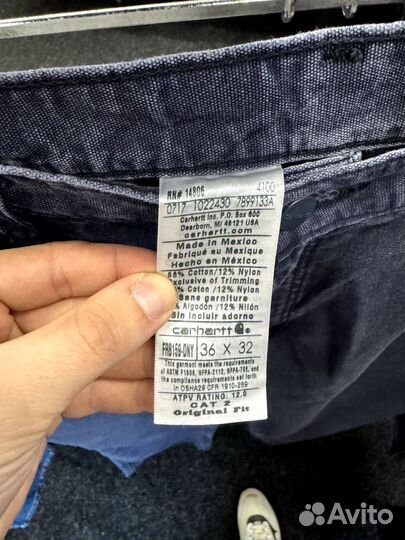 RN# 14806 4100
0717 1022430 7899133A
Carhartt Inc, P.O. Box 600
Dearborn, MI 48121 USA
carhartt.com
Made in Mexico
Fabriqué au Mexique
Hecho en México
88% Cotton/12% Nylon
Exclusive of Trimming
Coton/12% Nylon
Sans garniture
Algodón /12% Nilón
Sin incluir adorno
carhartt
FRB159-DNY 36 X 32
This garment meets the requirements
of ASTM F1506, NFPA-2112, NFPA-70E, and
the compliance requirements set forth
in OSHA29 CFR 1910-269
ATPV RATING: 12.0
CAT 2
Original Fit
Avito